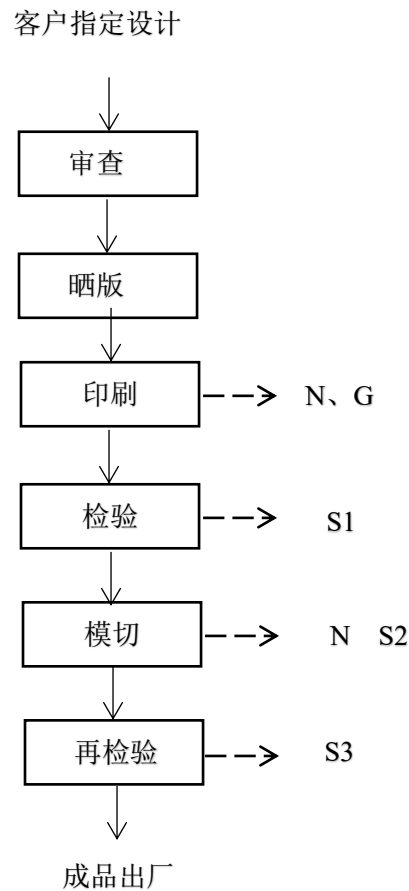 客户指定设计
审查
晒版
印刷 N、G
检验 S1
模切 N S2
再检验 S3
成品出厂